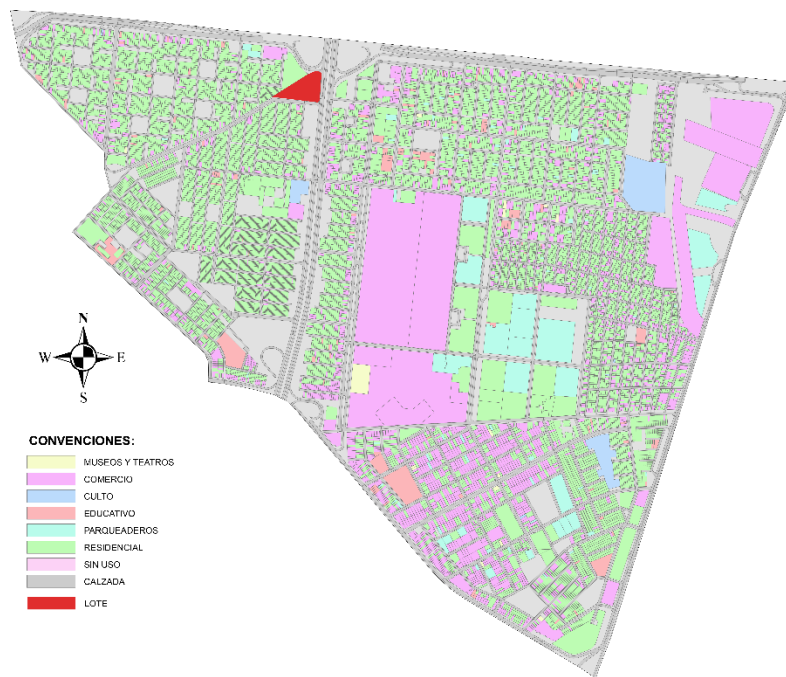 N
W
E
S
CONVENCIONES:
MUSEOS Y TEATROS
COMERCIO
CULTO
EDUCATIVO
PARQUEADEROS
RESIDENCIAL
SIN USO
CALZADA
LOTE